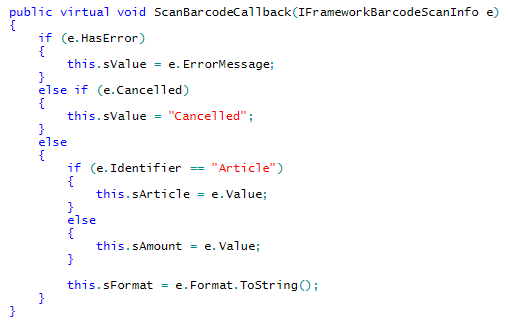 public virtual void ScanBarcodeCallback(IFrameworkBarcodeScanInfo e)
{
    if (e.HasError)
    {
        this.sValue = e.ErrorMessage;
    }
    else if (e.Cancelled)
    {
        this.sValue = "Cancelled";
    }
    else
    {
        if (e.Identifier == "Article")
        {
            this.sArticle = e.Value;
        }
        else
        {
            this.sAmount = e.Value;
        }

        this.sFormat = e.Format.ToString();
    }
}